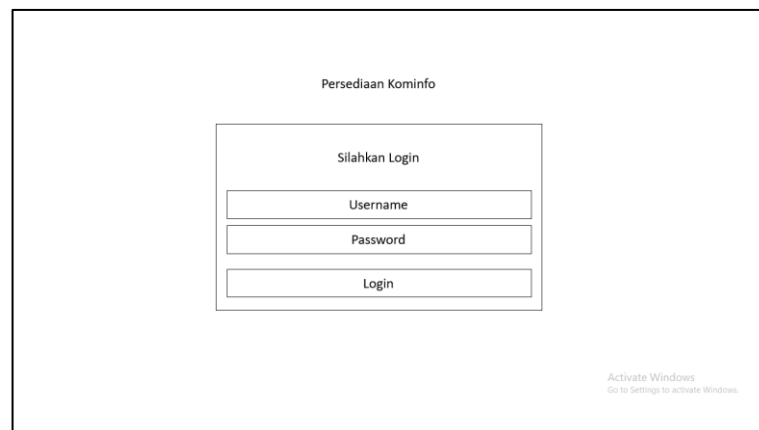 Persediaan Kominfo
Silahkan Login
Username
Password
Login
Activate Windows
Go to Settings to activate Windows.